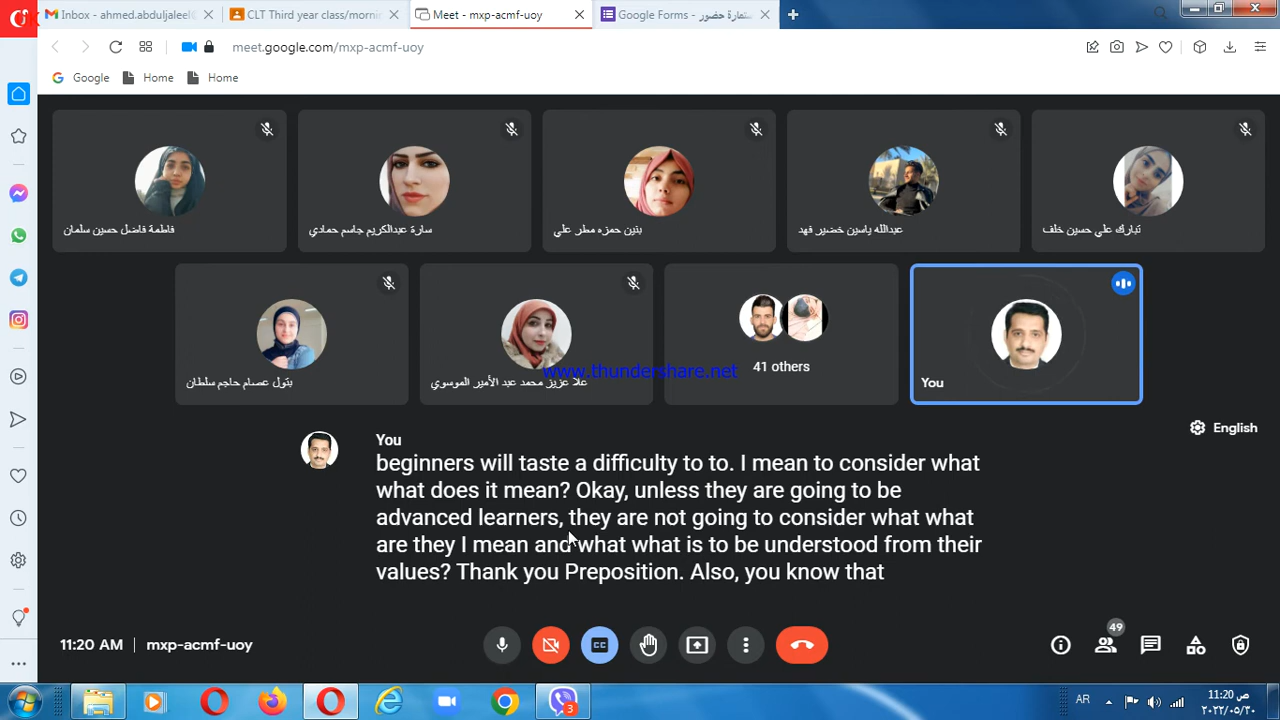 Inbox - ahmed.abduljaleel
CLT Third year class/mornin
Meet - mxp-acmf-uoy
Google Forms - استمارة حضور
meet.google.com/mxp-acmf-uoy
Google
Home
Home
فاطمة فاضل حسين سلمان
سارة عبدالكريم جاسم حمادي
بنين حمزه مطر علي
عبدالله ياسين خضير فهد
تبارك علي حسين خلف
بتول عصام حاجم سلطان
علا عزيز محمد عبد الأمير الموسوي
41 others
You
www.thundershare.net
English
You
beginners will taste a difficulty to to. I mean to consider what
what does it mean? Okay, unless they are going to be
advanced learners, they are not going to consider what what
are they I mean and what what is to be understood from their
values? Thank you Preposition. Also, you know that
11:20 AM
mxp-acmf-uoy
CC
49
3
AR
11:20 ص
٢٠٢٢/٠٥/٣٠